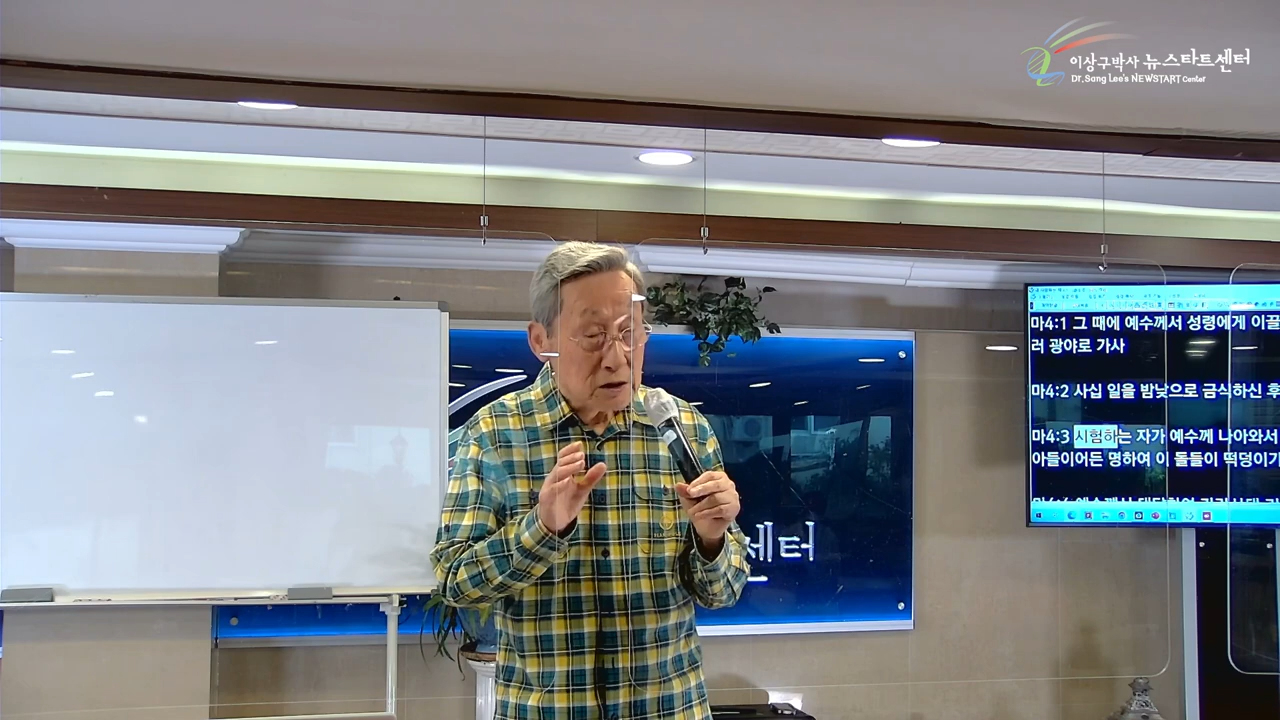 이상구박사 뉴스타트센터
Dr. Sang Lee's NEWSTART Center
마4:1 그 때에 예수께서 성령에게 이끌
러 광야로 가사
마4:2 사십 일을 밤낮으로 금식하신 후
마4:3 시험하는 자가 예수께 나아와서
아들이어든 명하여 이 돌들이 떡덩이가
센터